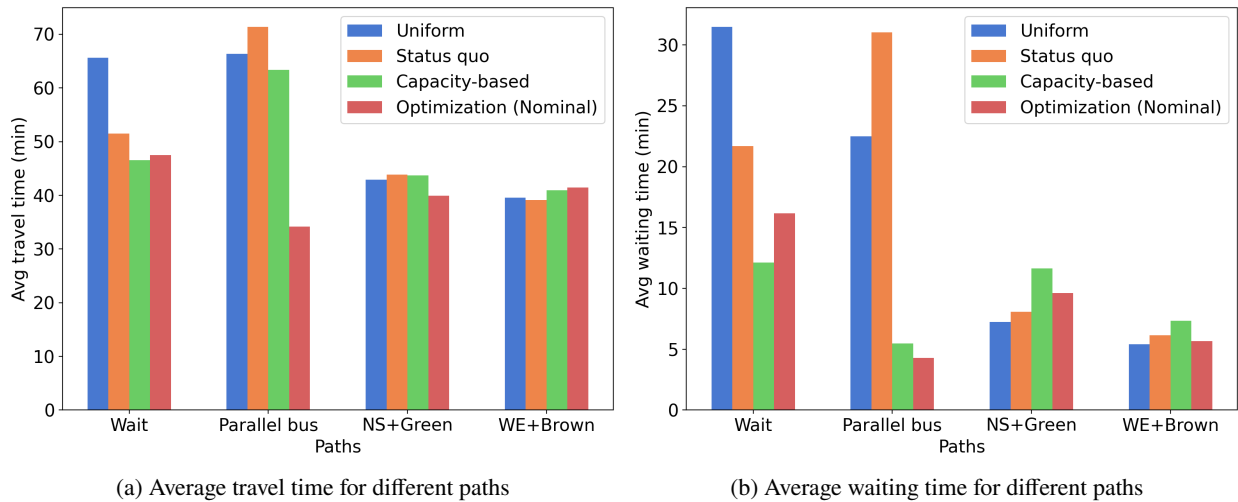 Uniform
Status quo
Capacity-based
Optimization (Nominal)
Avg travel time (min)
70
60
50
40
30
20
10
0
Wait
Parallel bus
NS+Green
WE+Brown
Paths
(a) Average travel time for different paths
Uniform
Status quo
Capacity-based
Optimization (Nominal)
Avg waiting time (min)
30
25
20
15
10
5
0
Wait
Parallel bus
NS+Green
WE+Brown
Paths
(b) Average waiting time for different paths